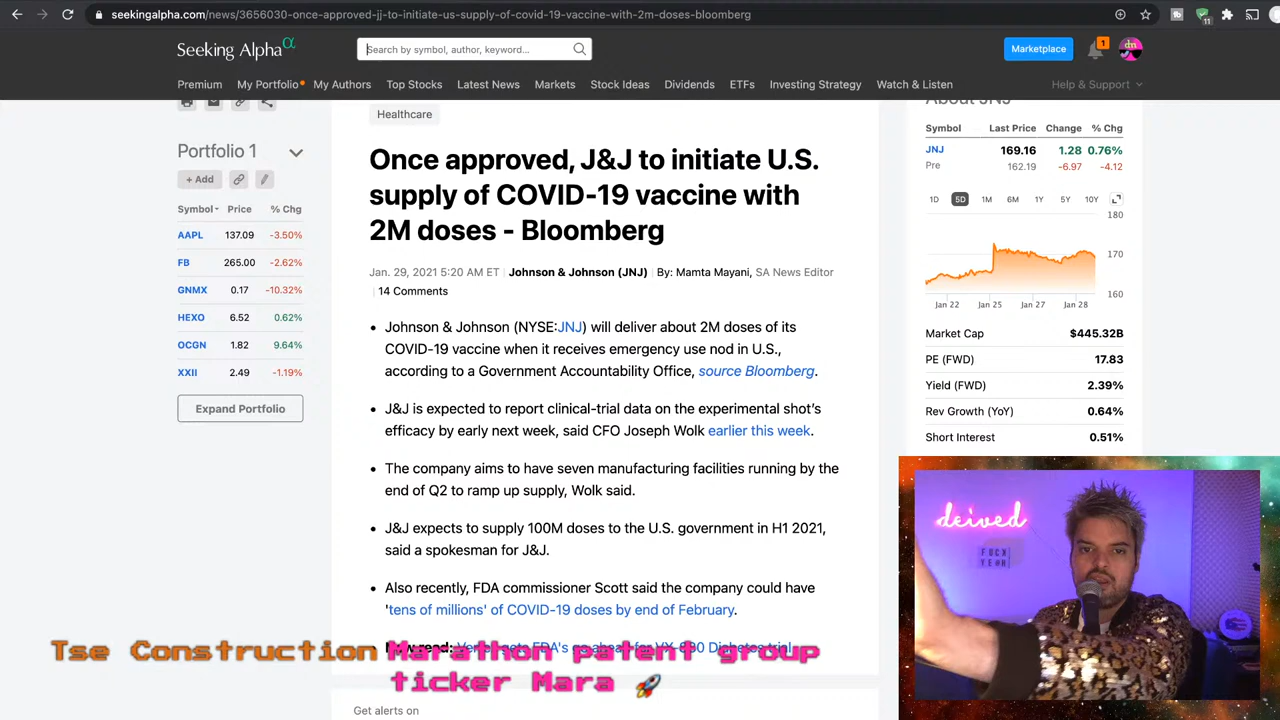 seekingalpha.com/news/3656030-once-approved-jj-to-initiate-us-supply-of-covid-19-vaccine-with-2m-doses-bloomberg
11
Seeking Alpha α
Search by symbol, author, keyword...
Marketplace
1
dn
Premium My Portfolio My Authors Top Stocks Latest News Markets Stock Ideas Dividends ETFs Investing Strategy Watch & Listen Help & Support
Portfolio 1
+ Add
Symbol Price % Chg
AAPL 137.09 -3.50%
FB 265.00 -2.62%
GNMX 0.17 -10.32%
HEXO 6.52 0.62%
OCGN 1.82 9.64%
XXII 2.49 -1.19%
Expand Portfolio
Healthcare
Once approved, J&J to initiate U.S.
supply of COVID-19 vaccine with
2M doses - Bloomberg
Jan. 29, 2021 5:20 AM ET | Johnson & Johnson (JNJ) | By: Mamta Mayani, SA News Editor
| 14 Comments
• Johnson & Johnson (NYSE:JNJ) will deliver about 2M doses of its
COVID-19 vaccine when it receives emergency use nod in U.S.,
according to a Government Accountability Office, source Bloomberg.
• J&J is expected to report clinical-trial data on the experimental shot's
efficacy by early next week, said CFO Joseph Wolk earlier this week.
• The company aims to have seven manufacturing facilities running by the
end of Q2 to ramp up supply, Wolk said.
• J&J expects to supply 100M doses to the U.S. government in H1 2021,
said a spokesman for J&J.
• Also recently, FDA commissioner Scott said the company could have
'tens of millions' of COVID-19 doses by end of February.
Get alerts on
About JNJ
Symbol Last Price Change % Chg
JNJ 169.16 1.28 0.76%
Pre 162.19 -6.97 -4.12
1D 5D 1M 6M 1Y 5Y 10Y
180
170
160
Jan 22 Jan 25 Jan 27 Jan 28
Market Cap $445.32B
PE (FWD) 17.83
Yield (FWD) 2.39%
Rev Growth (YoY) 0.64%
Short Interest 0.51%
deived
FUCK
YEAH
Tse Construction Marathon patent group
ticker Mara 🚀